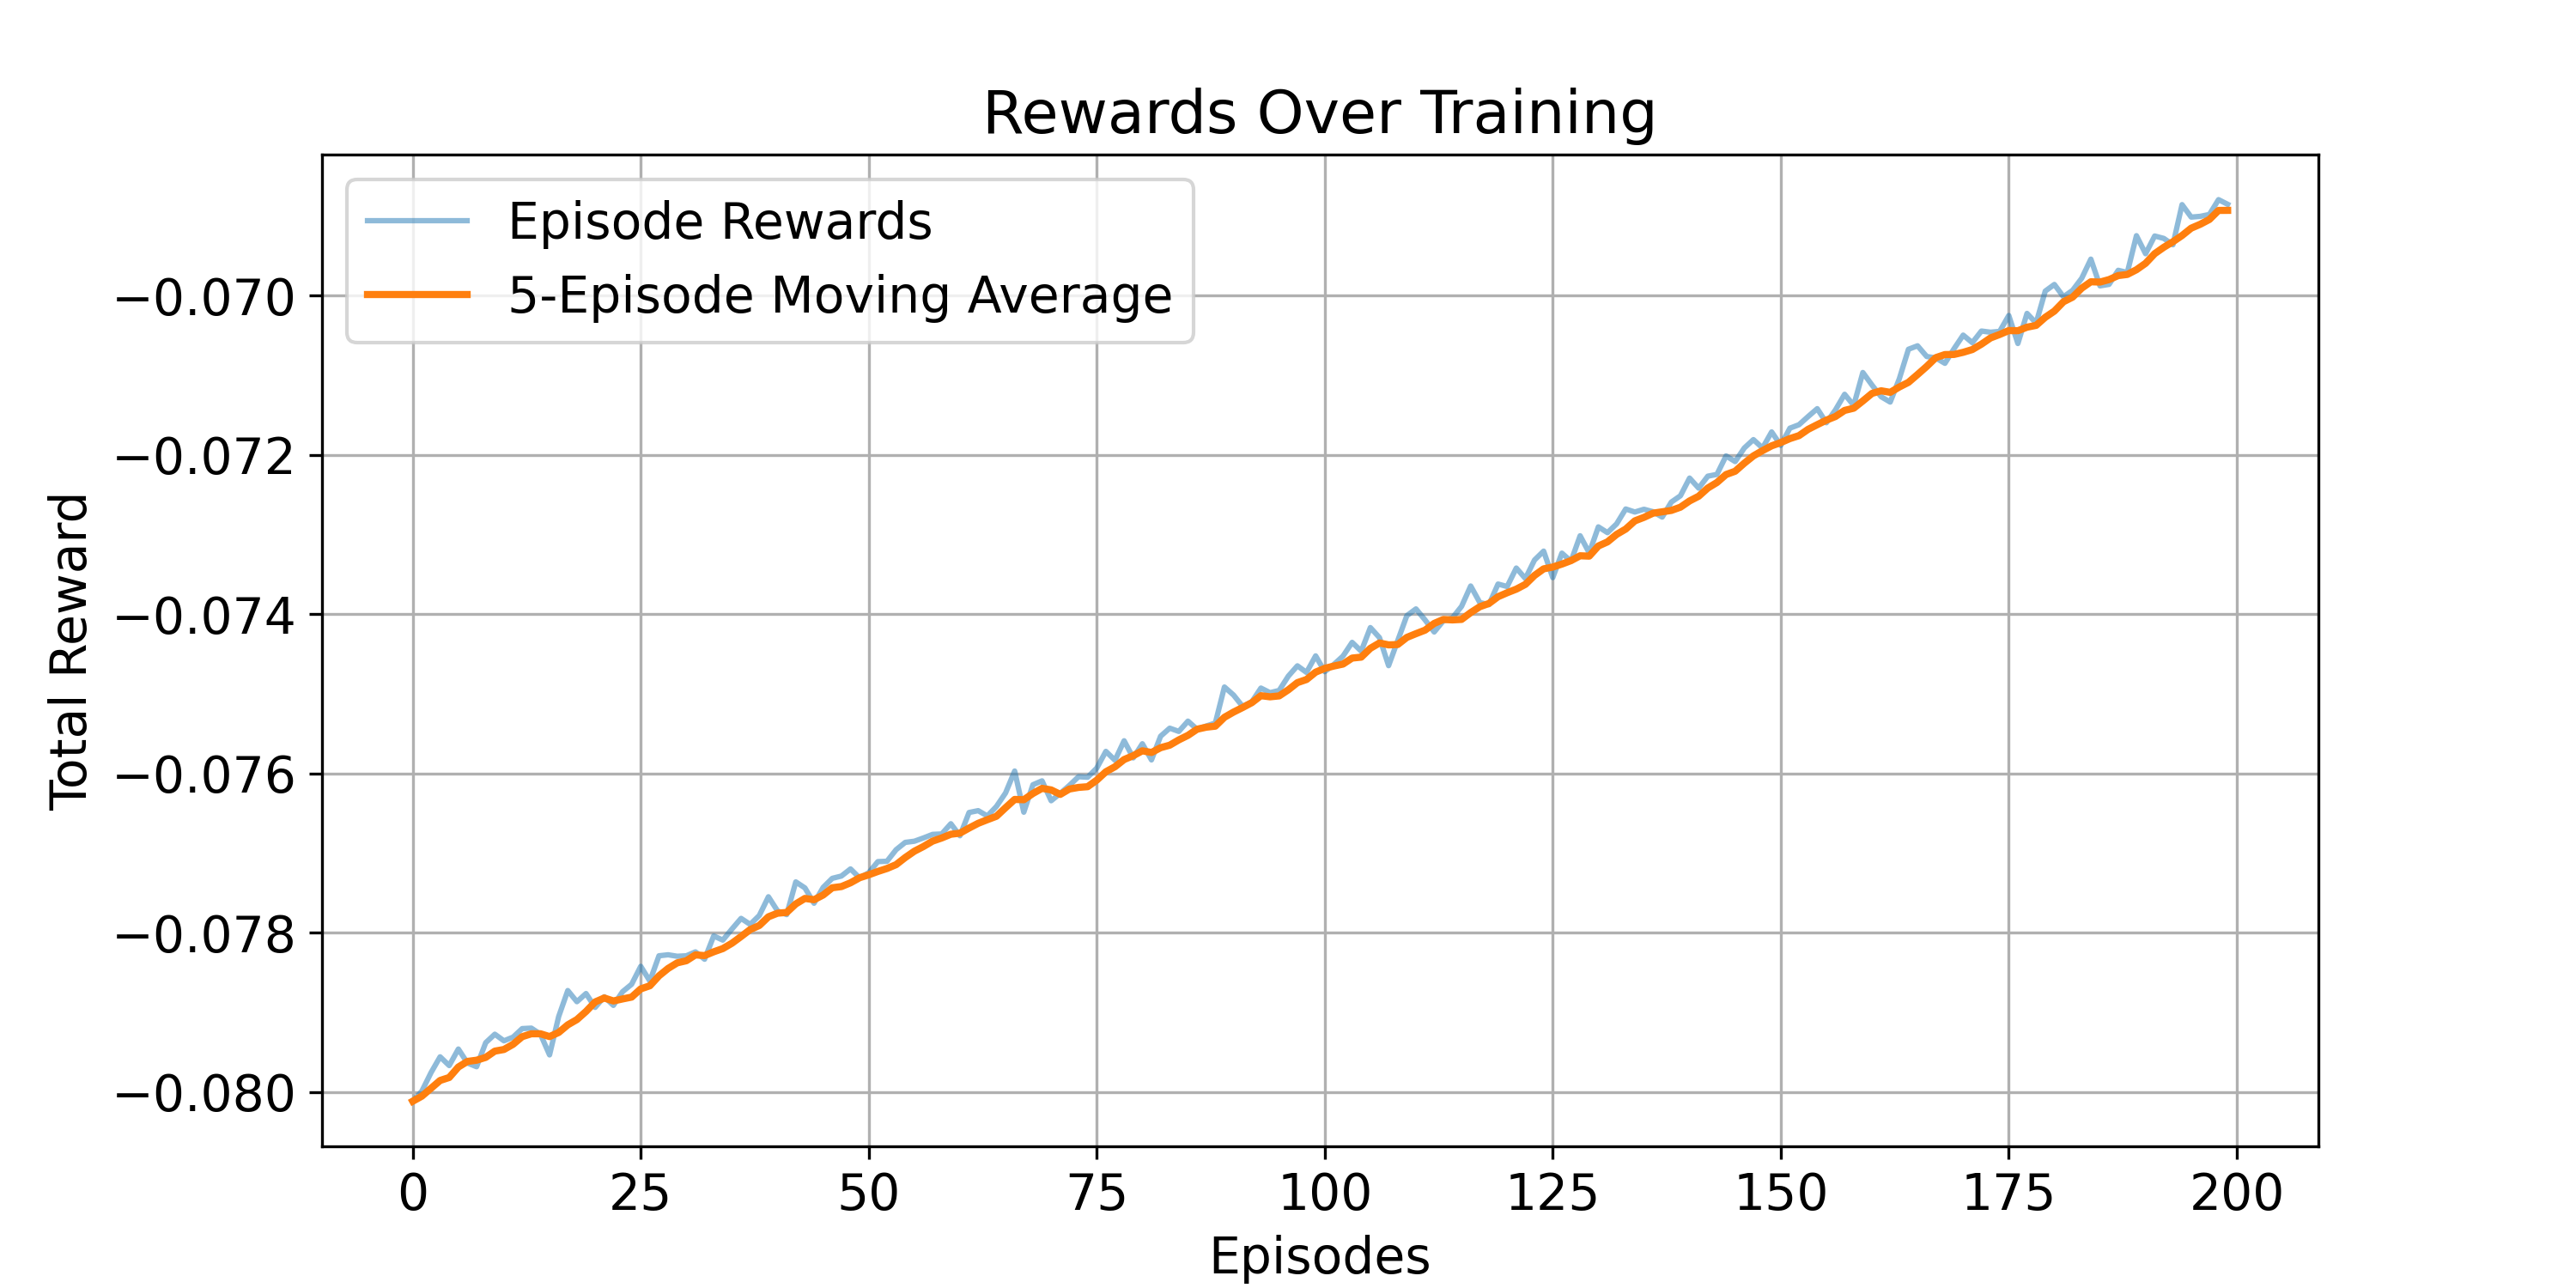 Rewards Over Training
Episode Rewards
5-Episode Moving Average
Total Reward
−0.070
−0.072
−0.074
−0.076
−0.078
−0.080
0 25 50 75 100 125 150 175 200
Episodes